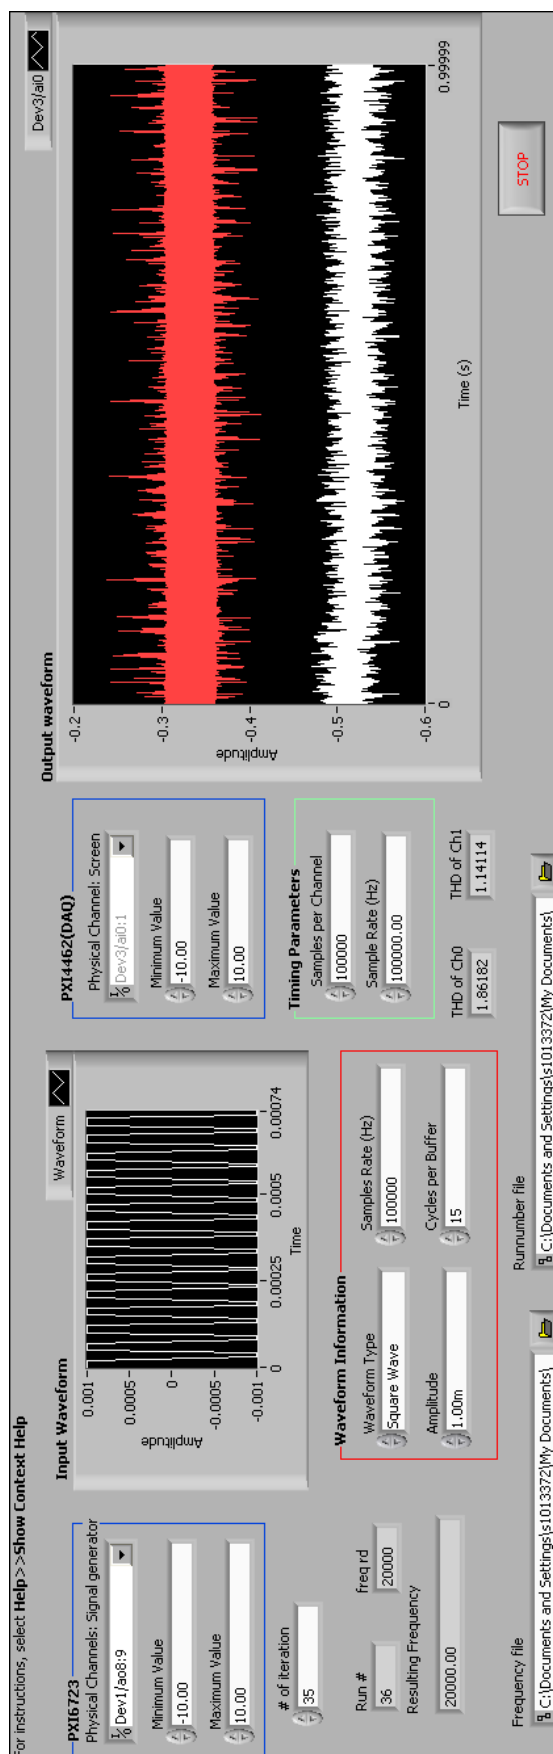 For instructions, select Help>>Show Context Help
PXI6723
Physical Channels: Signal generator
Dev1/ao8:9
Minimum Value
-10.00
Maximum Value
10.00
# of iteration
35
Run #
36
freq rd
20000
Resulting Frequency
20000.00
Frequency file
C:\Documents and Settings\s1013372\My Documents\
Input Waveform
Waveform
0.001
0.0005
0
-0.0005
-0.001
Amplitude
0
0.00025
0.0005
0.00074
Time
Waveform Information
Waveform Type
Square Wave
Samples Rate (Hz)
100000
Amplitude
1.00m
Cycles per Buffer
15
Runnumber file
C:\Documents and Settings\s1013372\My Documents\
PXI4462(DAQ)
Physical Channel: Screen
Dev3/ai0:1
Minimum Value
-10.00
Maximum Value
10.00
Timing Parameters
Samples per Channel
100000
Sample Rate (Hz)
100000.00
THD of Ch0
1.86182
THD of Ch1
1.14114
Output waveform
Dev3/ai0
-0.2
-0.3
-0.4
-0.5
-0.6
Amplitude
0
0.99999
Time (s)
STOP